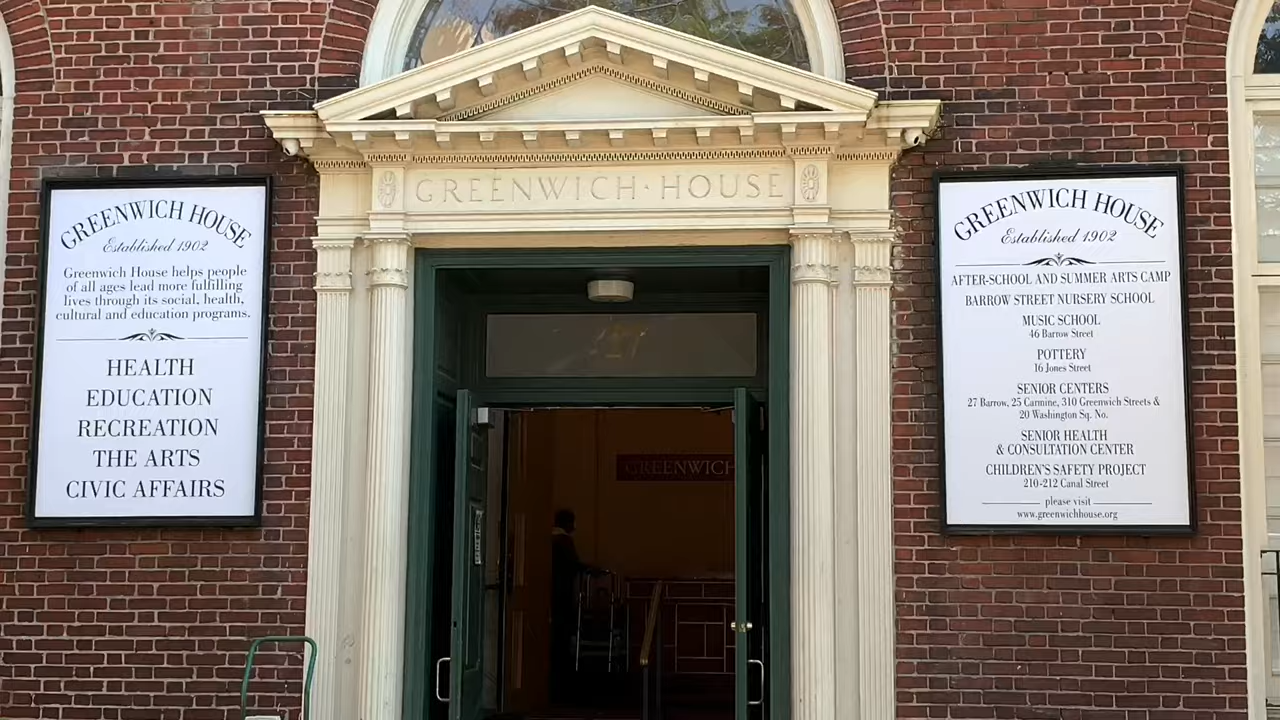 GREENWICH HOUSE
Established 1902
Greenwich House helps people
of all ages lead more fulfilling
lives through its social, health,
cultural and education programs.
HEALTH
EDUCATION
RECREATION
THE ARTS
CIVIC AFFAIRS
GREENWICH HOUSE
GREENWICH
GREENWICH HOUSE
Established 1902
AFTER-SCHOOL AND SUMMER ARTS CAMP
BARROW STREET NURSERY SCHOOL
MUSIC SCHOOL
46 Barrow Street
POTTERY
16 Jones Street
SENIOR CENTERS
27 Barrow, 25 Carmine, 310 Greenwich Streets &
20 Washington Sq. No.
SENIOR HEALTH
& CONSULTATION CENTER
CHILDREN'S SAFETY PROJECT
210-212 Canal Street
please visit
www.greenwichhouse.org